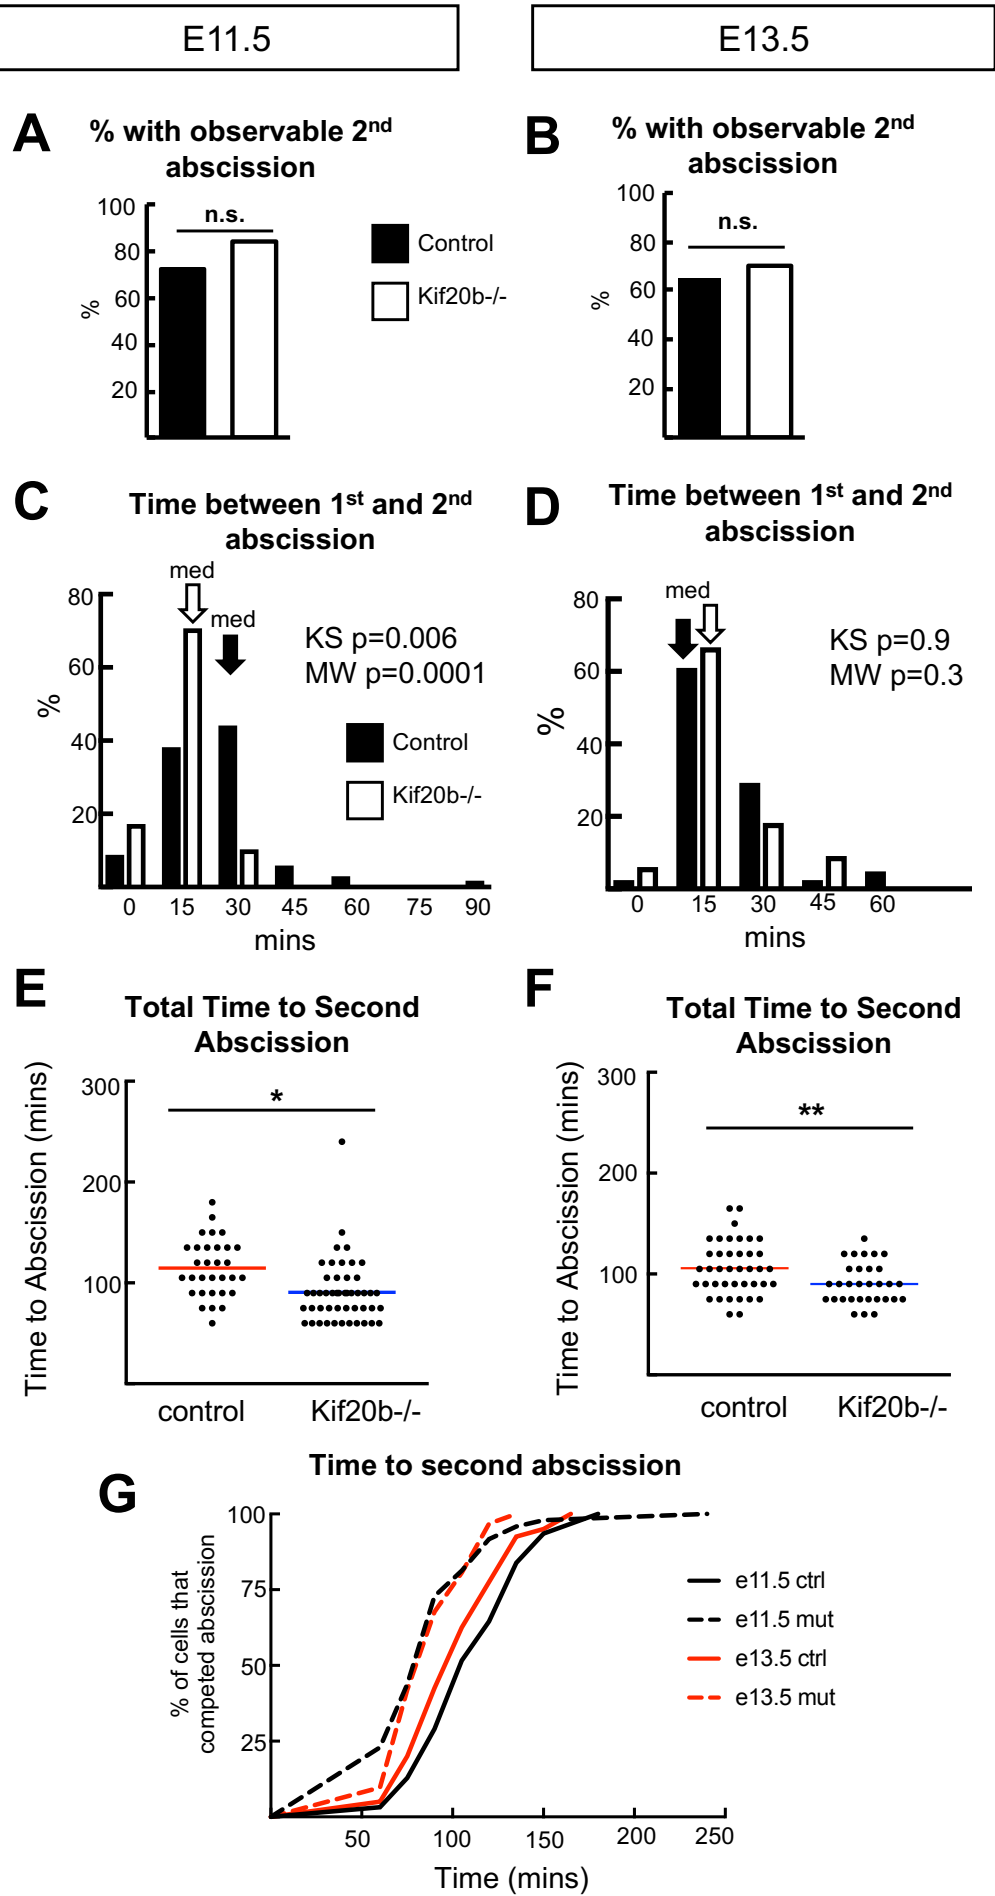 E11.5
E13.5
A
% with observable 2nd
abscission
100
80
60
40
20
%
n.s.
Control
Kif20b-/-
B
% with observable 2nd
abscission
100
80
60
40
20
%
n.s.
C
Time between 1st and 2nd
abscission
med
med
80
60
40
20
%
KS p=0.006
MW p=0.0001
Control
Kif20b-/-
0 15 30 45 60 75 90
mins
D
Time between 1st and 2nd
abscission
med
80
60
40
20
%
KS p=0.9
MW p=0.3
0 15 30 45 60
mins
E
Total Time to Second
Abscission
Time to Abscission (mins)
300
200
100
*
control Kif20b-/-
F
Total Time to Second
Abscission
Time to Abscission (mins)
300
200
100
**
control Kif20b-/-
G
Time to second abscission
% of cells that
competed abscission
100
75
50
25
50 100 150 200 250
Time (mins)
e11.5 ctrl
e11.5 mut
e13.5 ctrl
e13.5 mut